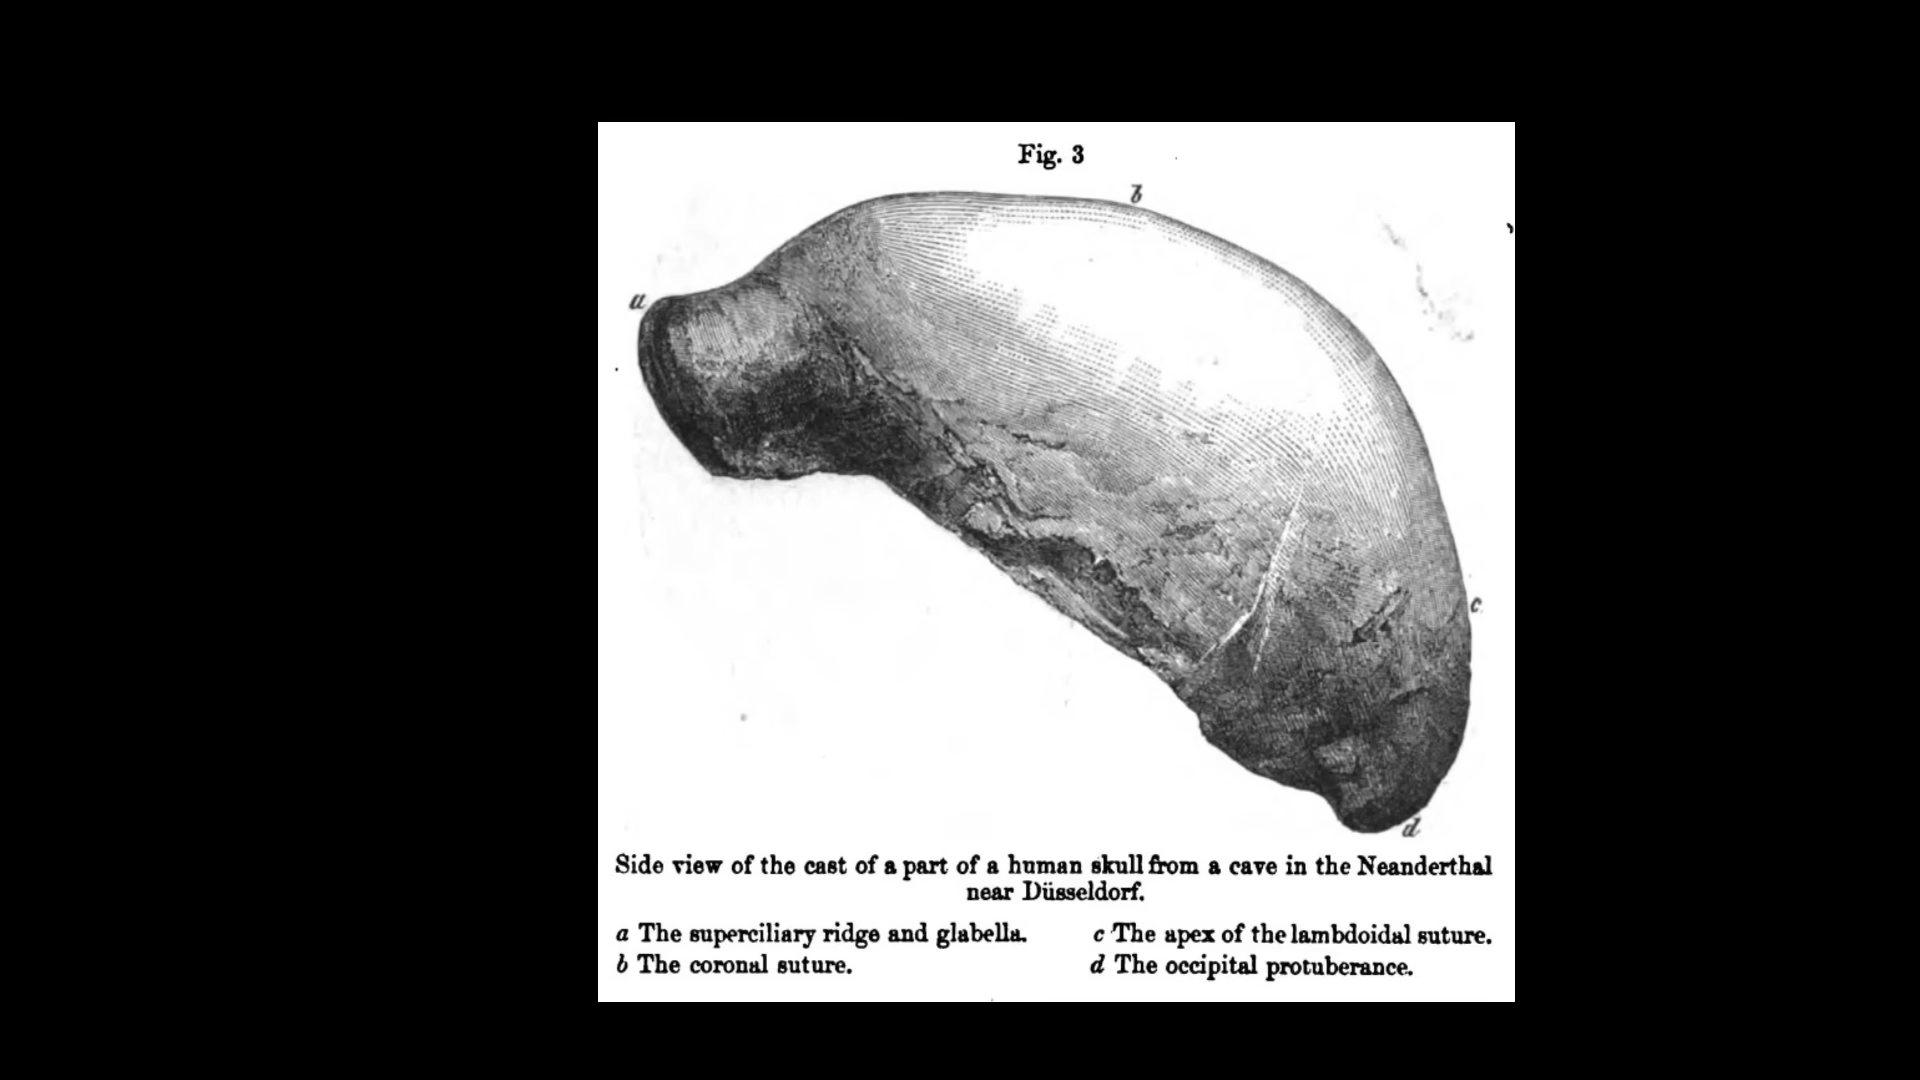 Fig. 3
b
a
c
d
Side view of the cast of a part of a human skull from a cave in the Neanderthal
near Düsseldorf.
a The superciliary ridge and glabella.
b The coronal suture.
c The apex of the lambdoidal suture.
d The occipital protuberance.